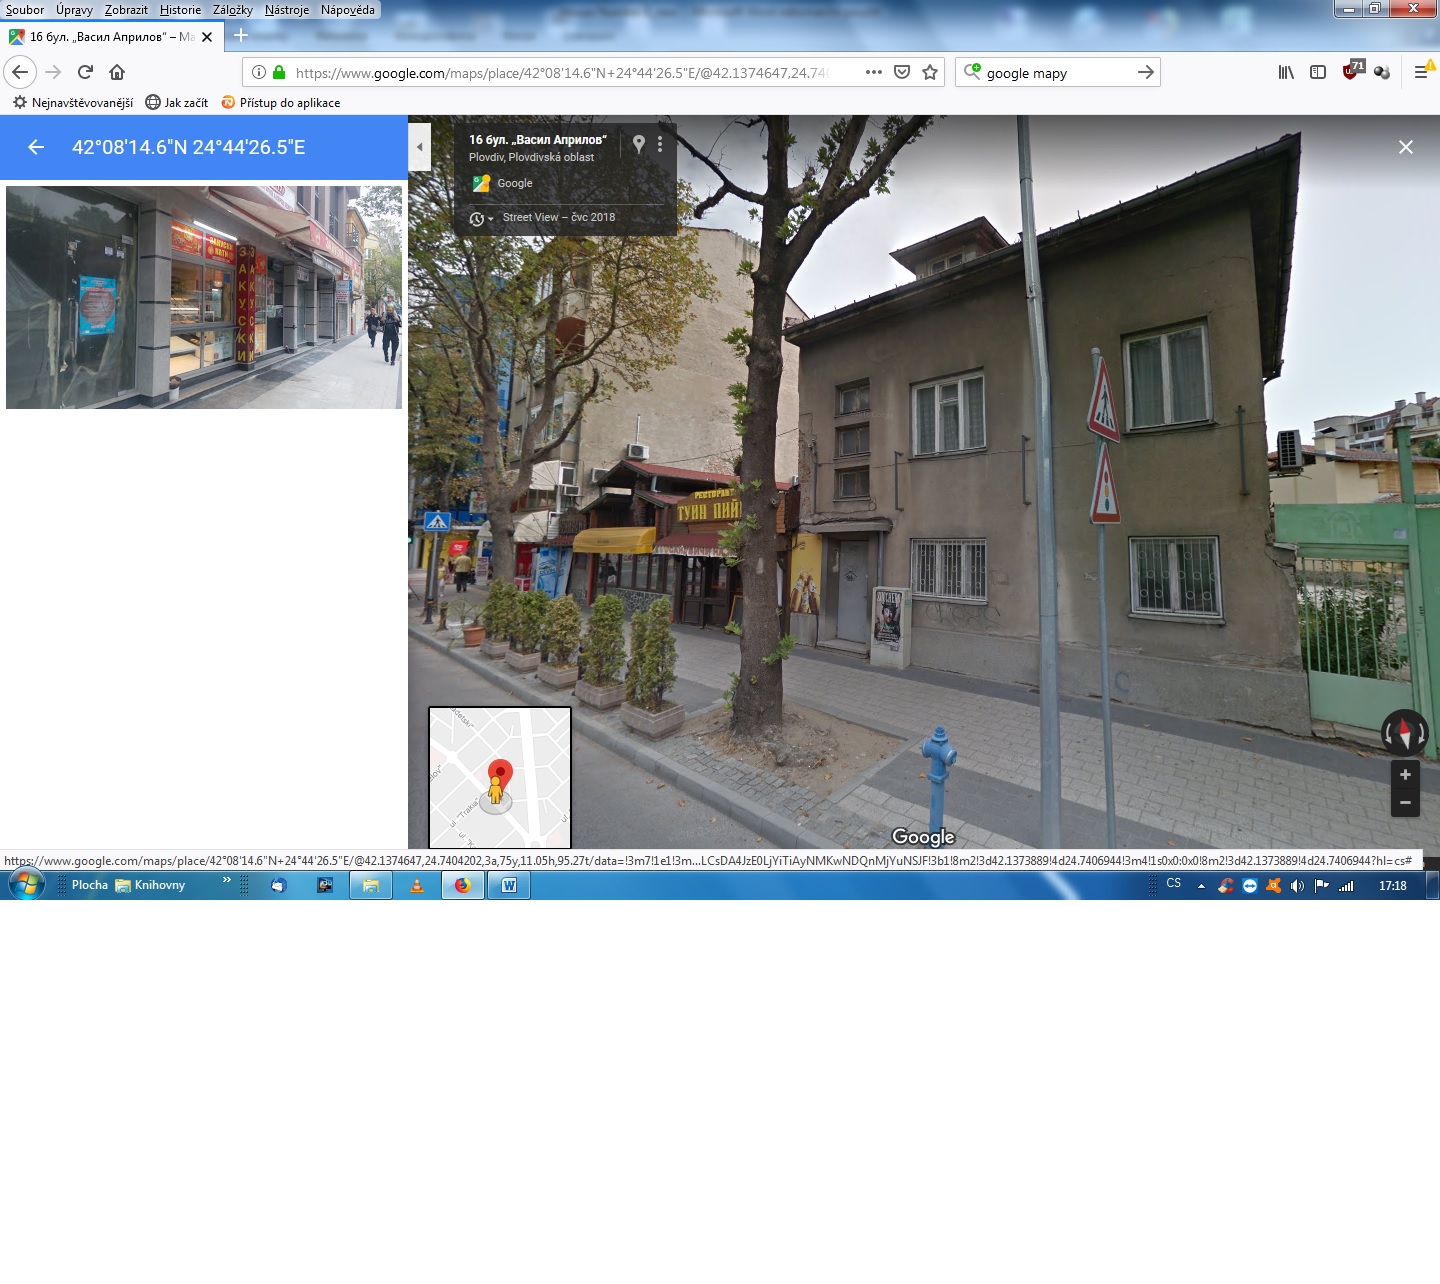 Soubor Úpravy Zobrazit Historie Záložky Nástroje Nápověda
16 бул. „Васил Априлов“ – Ma
https://www.google.com/maps/place/42°08'14.6"N+24°44'26.5"E/@42.1374647,24.74
google mapy
71
Nejnavštěvovanější Jak začít Přístup do aplikace
42°08'14.6"N 24°44'26.5"E
16 бул. „Васил Априлов“
Plovdiv, Plovdivská oblast
Google
Street View – čvc 2018
ЗАКУСКИ
ЗАКУСКИ
РЕСТОРАНТ
ТУИН ПИЙ
ul. "Trakia"
Google
https://www.google.com/maps/place/42°08'14.6"N+24°44'26.5"E/@42.1374647,24.7404202,3a,75y,11.05h,95.27t/data=!3m7!1e1!3m...LCsDA4JzE0LjYiTiAyNMKwNDQnMjYuNSJF!3b1!8m2!3d42.1373889!4d24.7406944!3m4!1s0x0:0x0!8m2!3d42.1373889!4d24.7406944?hl=cs#
Plocha Knihovny »
CS
17:18